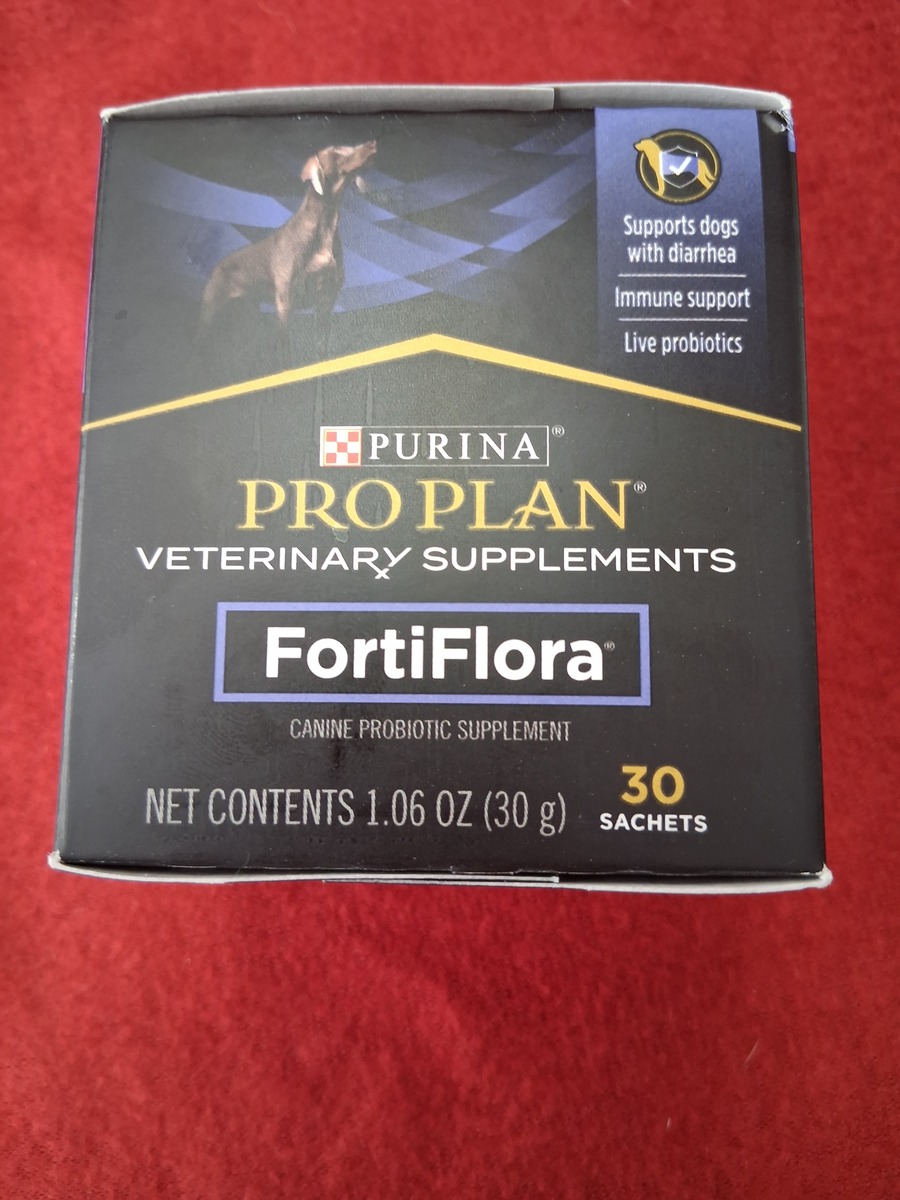 Supports dogs
with diarrhea
Immune support
Live probiotics
PURINA®
PRO PLAN®
VETERINARY SUPPLEMENTS
FortiFlora®
CANINE PROBIOTIC SUPPLEMENT
NET CONTENTS 1.06 OZ (30 g)
30
SACHETS